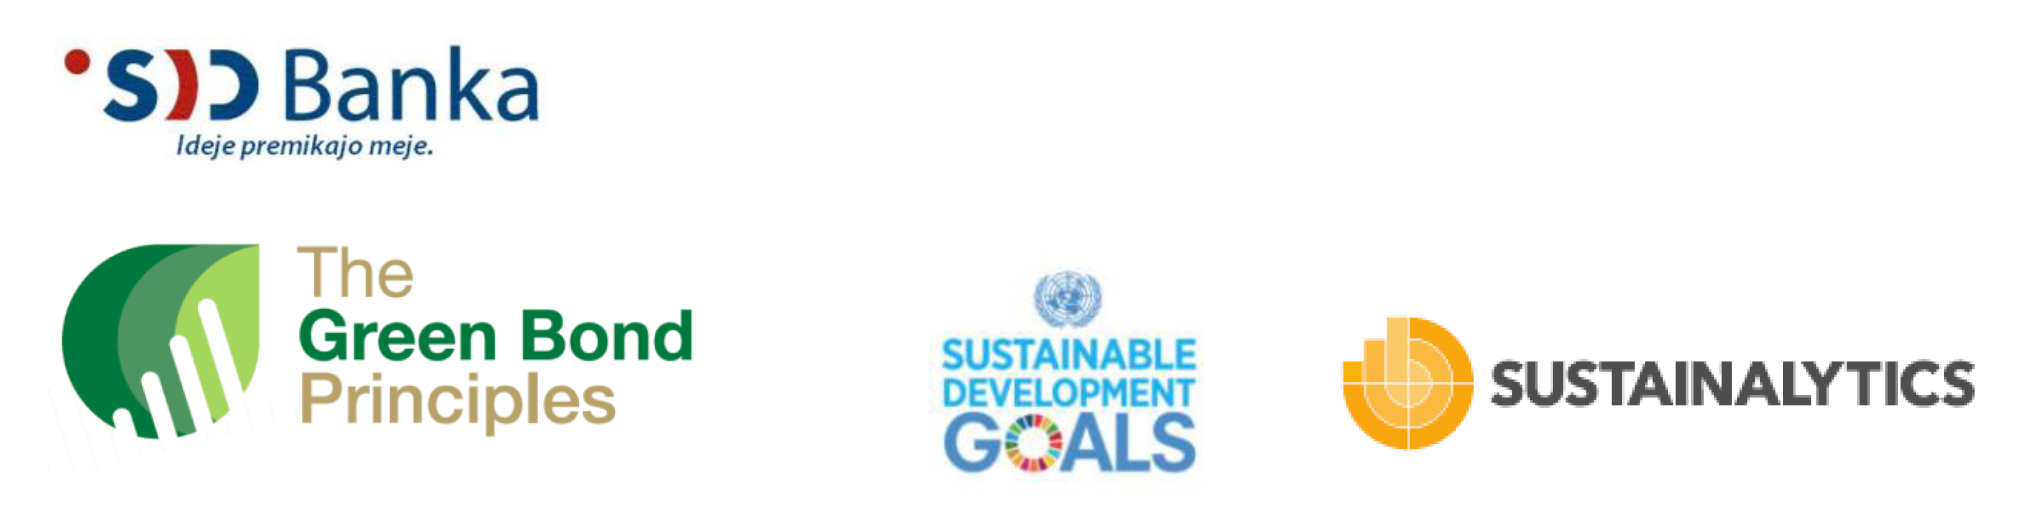 SID Banka
Ideje premikajo meje.
The
Green Bond
Principles
SUSTAINABLE
DEVELOPMENT
GOALS
SUSTAINALYTICS